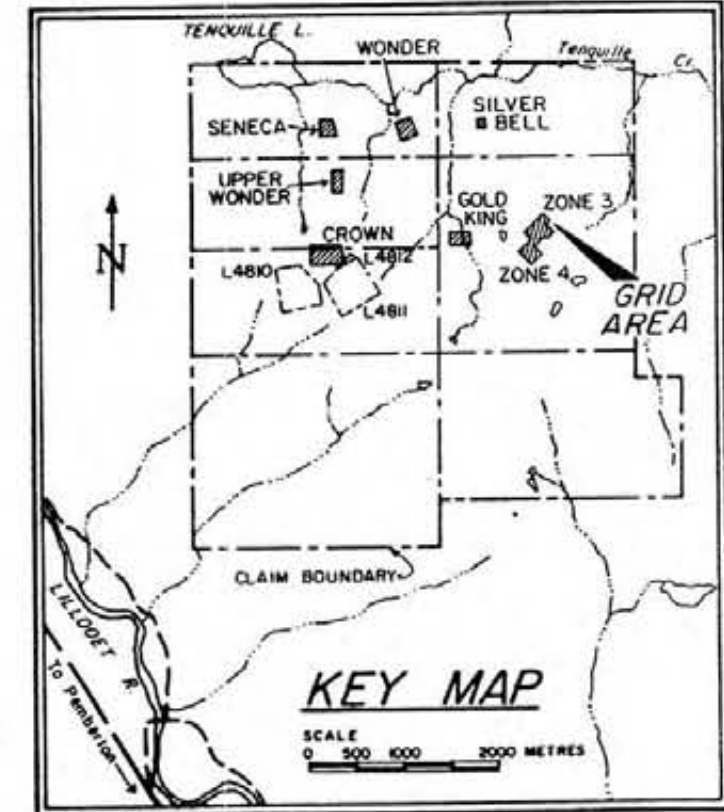 TENQUILLE L.
WONDER
Tenquille Cr.
SENECA
SILVER
BELL
UPPER
WONDER
GOLD
KING
ZONE 3
CROWN
L4812
L4810
L4811
ZONE 4
GRID
AREA
N
CLAIM BOUNDARY
LILLOOET R.
To Pemberton
KEY MAP
SCALE
0 500 1000 2000 METRES